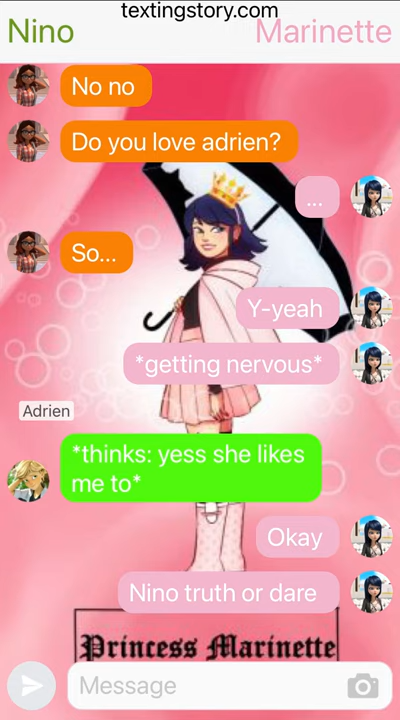 textingstory.com
Nino Marinette
No no
Do you love adrien?
...
So...
Y-yeah
*getting nervous*
Adrien
*thinks: yess she likes
me to*
Okay
Nino truth or dare
Princess Marinette
Message